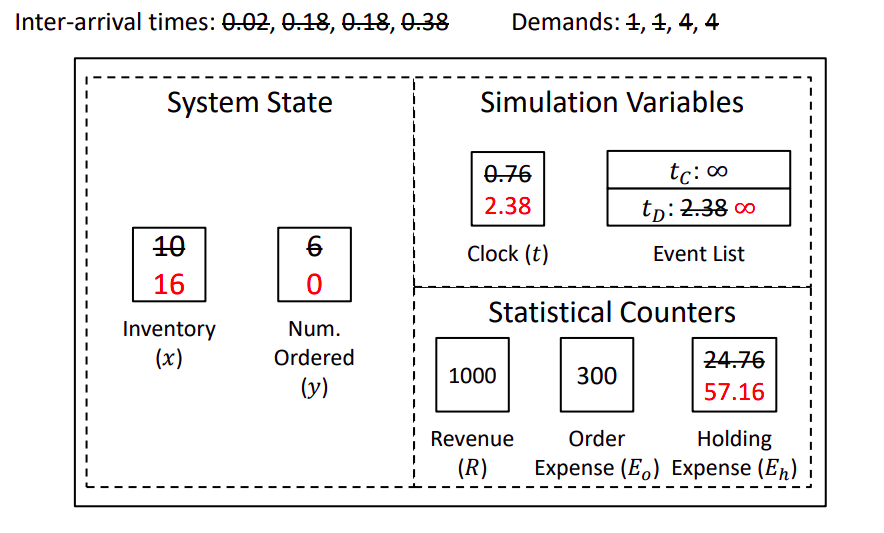 Inter-arrival times: 0.02, 0.18, 0.18, 0.38
Demands: 1, 1, 4, 4
System State
10
16
Inventory
(x)
6
0
Num.
Ordered
(y)
Simulation Variables
0.76
2.38
Clock (t)
t_C: ∞
t_D: 2.38 ∞
Event List
Statistical Counters
1000
Revenue
(R)
300
Order
Expense (E_o)
24.76
57.16
Holding
Expense (E_h)